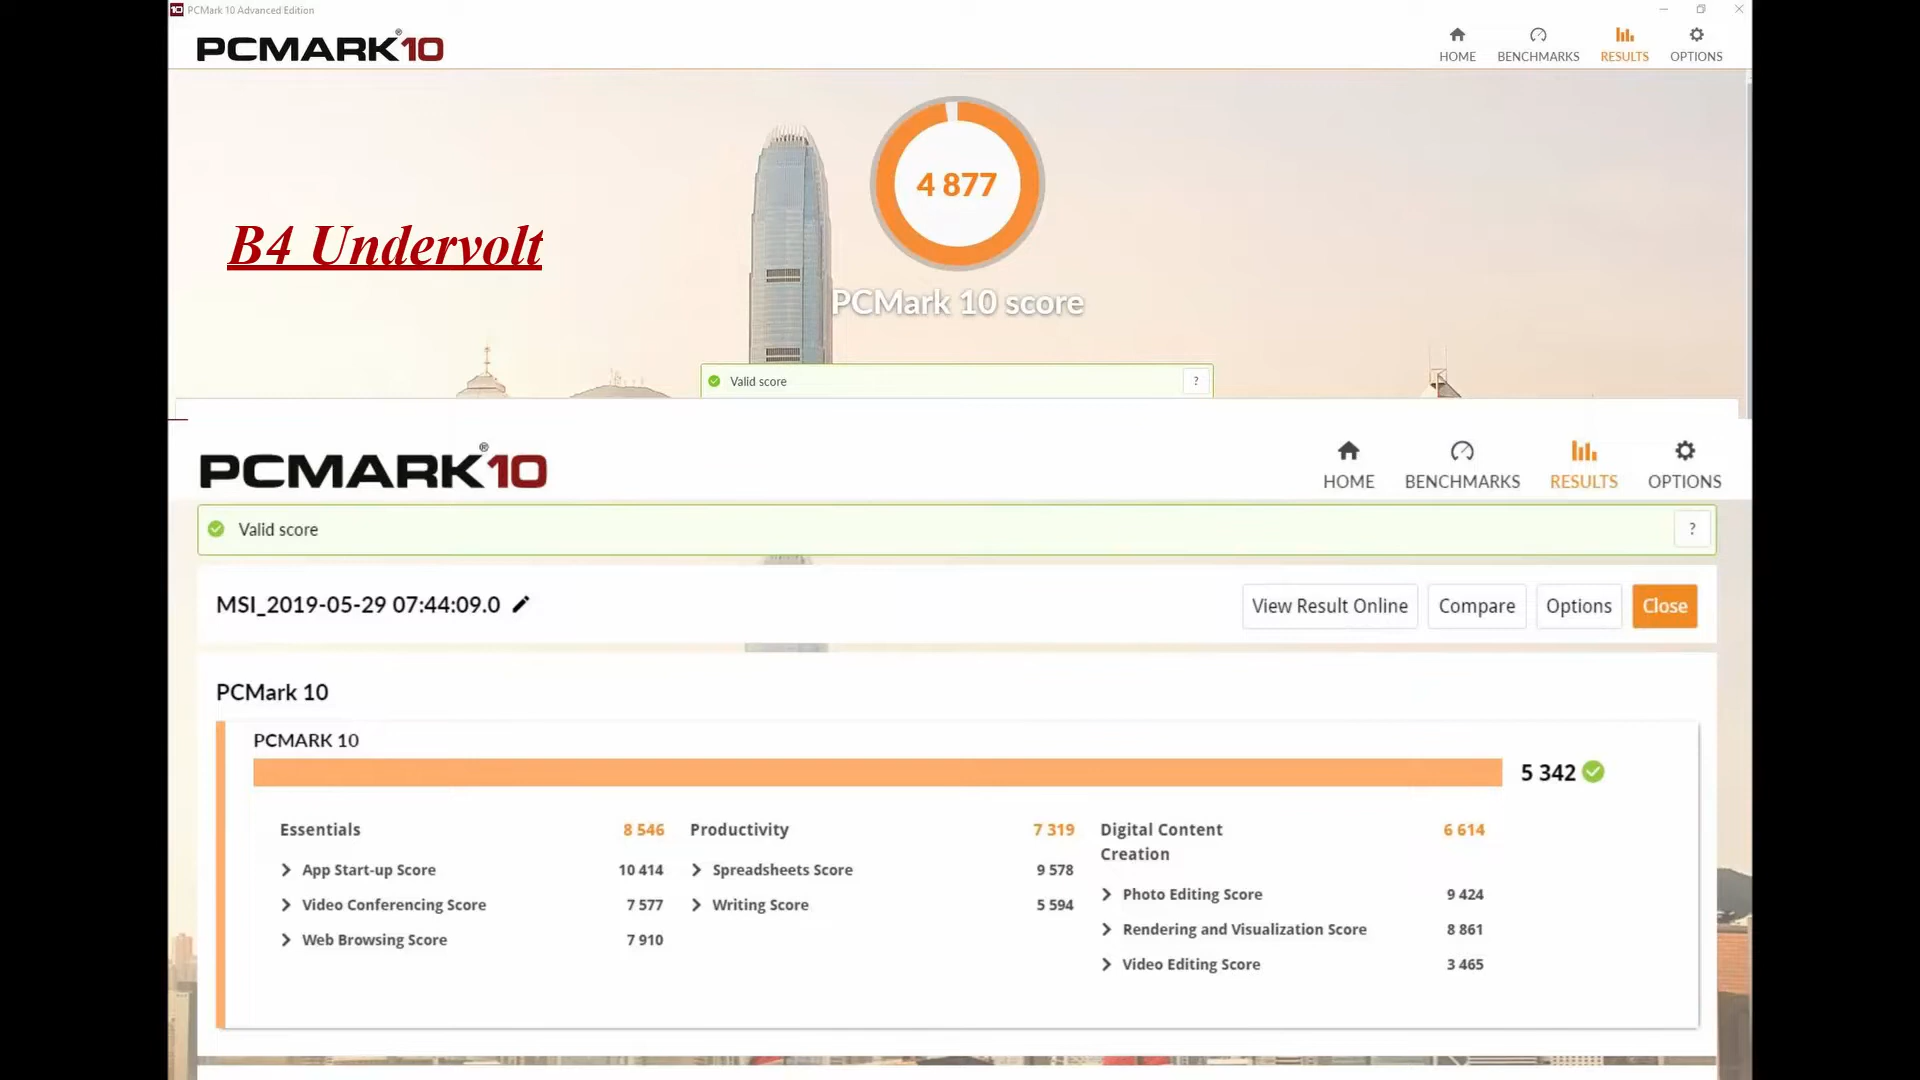 PCMark 10 Advanced Edition
PCMARK®10
HOME BENCHMARKS RESULTS OPTIONS
4 877
B4 Undervolt
PCMark 10 score
Valid score ?
PCMARK®10
HOME BENCHMARKS RESULTS OPTIONS
Valid score ?
MSI_2019-05-29 07:44:09.0 View Result Online Compare Options Close
PCMark 10
PCMARK 10
5 342
Essentials 8 546 Productivity 7 319 Digital Content Creation 6 614
App Start-up Score 10 414 Spreadsheets Score 9 578
Photo Editing Score 9 424
Video Conferencing Score 7 577 Writing Score 5 594
Rendering and Visualization Score 8 861
Web Browsing Score 7 910
Video Editing Score 3 465